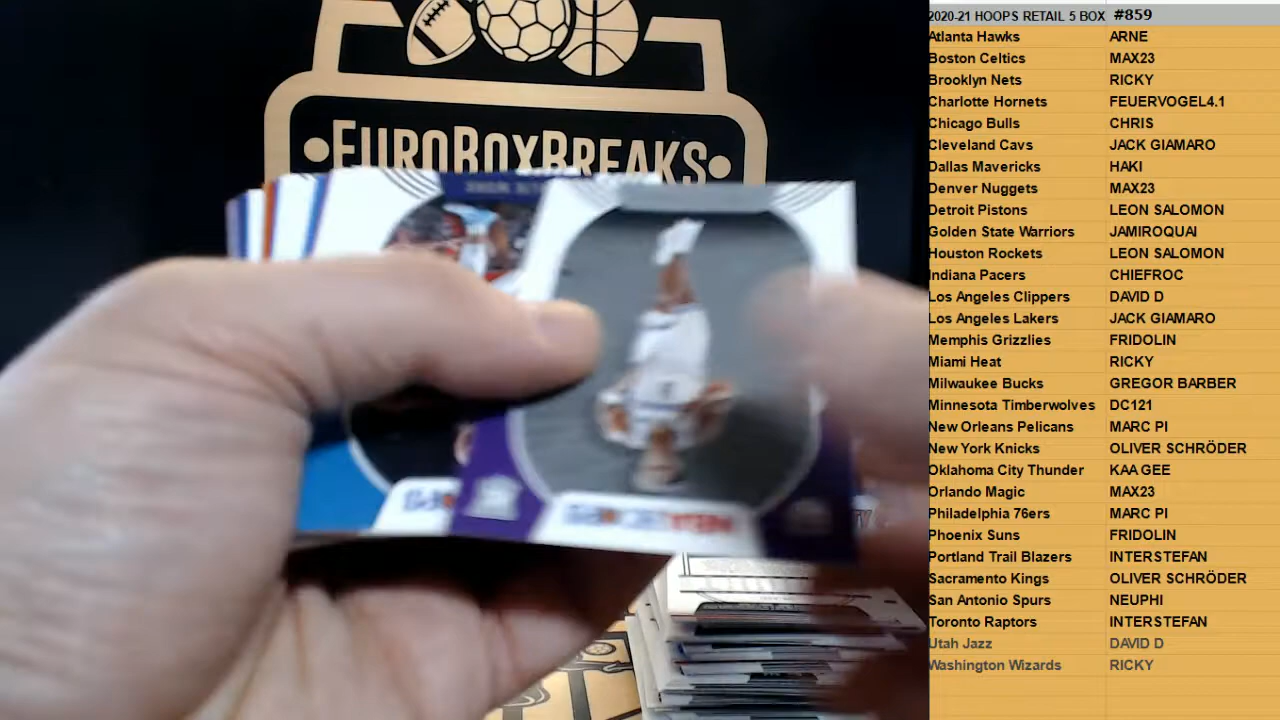 EUROBOXBREAKS
2020-21 HOOPS RETAIL 5 BOX #859
Atlanta Hawks ARNE
Boston Celtics MAX23
Brooklyn Nets RICKY
Charlotte Hornets FEUERVOGEL4.1
Chicago Bulls CHRIS
Cleveland Cavs JACK GIAMARO
Dallas Mavericks HAKI
Denver Nuggets MAX23
Detroit Pistons LEON SALOMON
Golden State Warriors JAMIROQUAI
Houston Rockets LEON SALOMON
Indiana Pacers CHIEFROC
Los Angeles Clippers DAVID D
Los Angeles Lakers JACK GIAMARO
Memphis Grizzlies FRIDOLIN
Miami Heat RICKY
Milwaukee Bucks GREGOR BARBER
Minnesota Timberwolves DC121
New Orleans Pelicans MARC PI
New York Knicks OLIVER SCHRÖDER
Oklahoma City Thunder KAA GEE
Orlando Magic MAX23
Philadelphia 76ers MARC PI
Phoenix Suns FRIDOLIN
Portland Trail Blazers INTERSTEFAN
Sacramento Kings OLIVER SCHRÖDER
San Antonio Spurs NEUPHI
Toronto Raptors INTERSTEFAN
Utah Jazz DAVID D
Washington Wizards RICKY